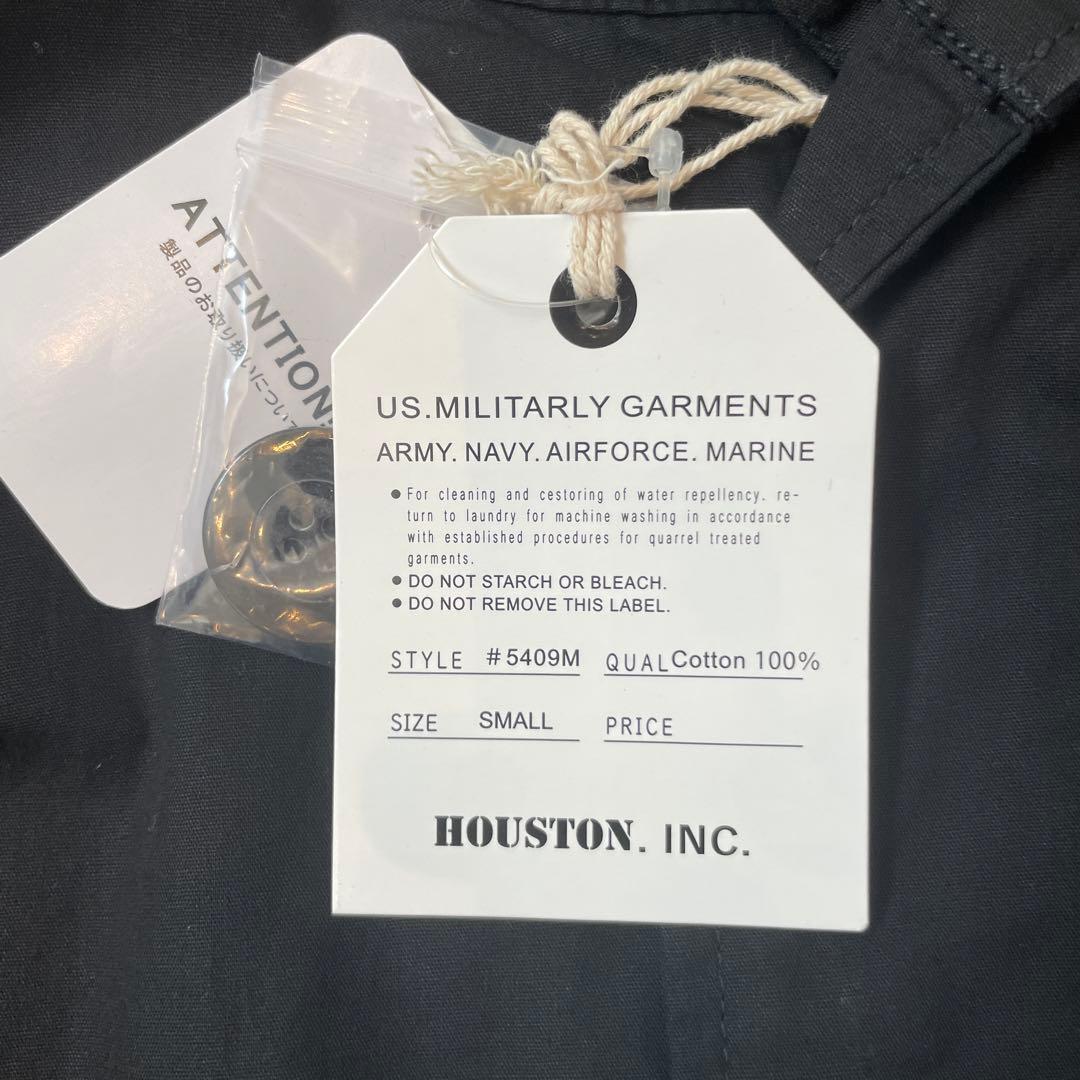 ATTENTION!
製品のお取り扱いについて
US.MILITARLY GARMENTS
ARMY. NAVY. AIRFORCE. MARINE
● For cleaning and cestoring of water repellency. re-
turn to laundry for machine washing in accordance
with established procedures for quarrel treated
garments.
● DO NOT STARCH OR BLEACH.
● DO NOT REMOVE THIS LABEL.
STYLE #5409M QUAL Cotton 100%
SIZE SMALL PRICE
HOUSTON. INC.